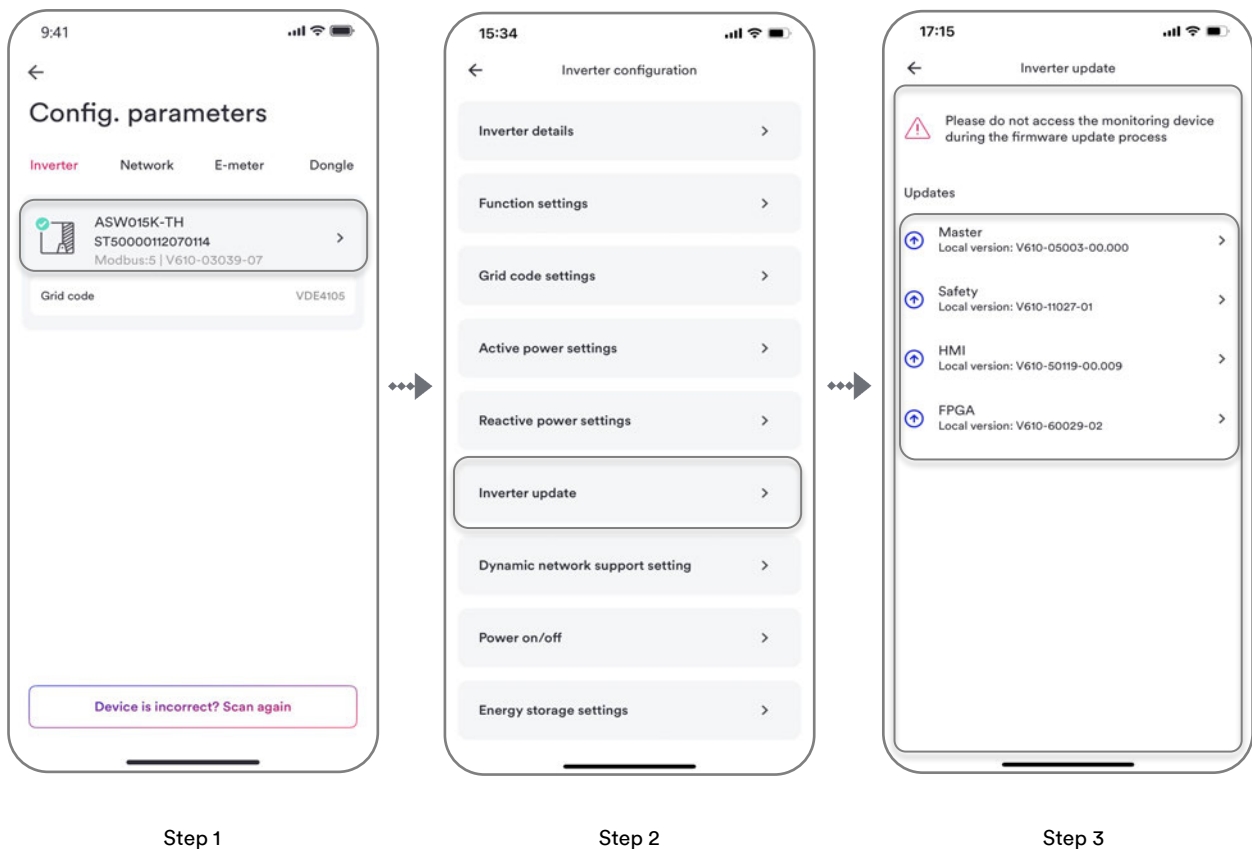 9:41
Config. parameters
Inverter Network E-meter Dongle
ASW015K-TH
ST50000112070114
Modbus:5 | V610-03039-07
Grid code VDE4105
Device is incorrect? Scan again
Step 1
15:34
Inverter configuration
Inverter details
Function settings
Grid code settings
Active power settings
Reactive power settings
Inverter update
Dynamic network support setting
Power on/off
Energy storage settings
Step 2
17:15
Inverter update
Please do not access the monitoring device
during the firmware update process
Updates
Master
Local version: V610-05003-00.000
Safety
Local version: V610-11027-01
HMI
Local version: V610-50119-00.009
FPGA
Local version: V610-60029-02
Step 3